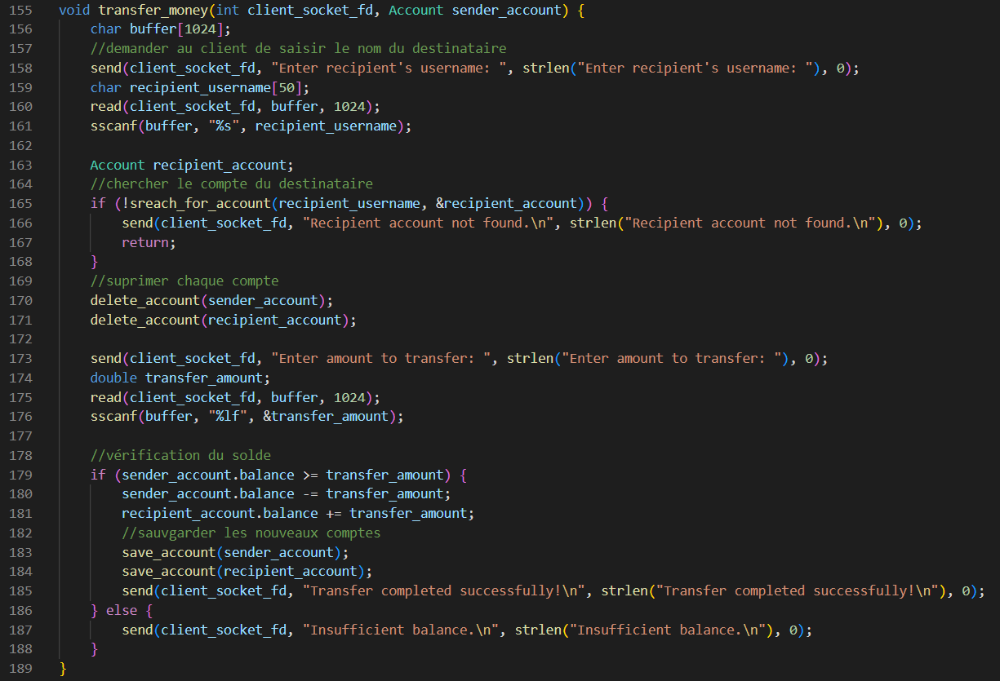 155 void transfer_money(int client_socket_fd, Account sender_account) {
156     char buffer[1024];
157     //demander au client de saisir le nom du destinataire
158     send(client_socket_fd, "Enter recipient's username: ", strlen("Enter recipient's username: "), 0);
159     char recipient_username[50];
160     read(client_socket_fd, buffer, 1024);
161     sscanf(buffer, "%s", recipient_username);
162
163     Account recipient_account;
164     //chercher le compte du destinataire
165     if (!sreach_for_account(recipient_username, &recipient_account)) {
166         send(client_socket_fd, "Recipient account not found.\n", strlen("Recipient account not found.\n"), 0);
167         return;
168     }
169     //suprimer chaque compte
170     delete_account(sender_account);
171     delete_account(recipient_account);
172
173     send(client_socket_fd, "Enter amount to transfer: ", strlen("Enter amount to transfer: "), 0);
174     double transfer_amount;
175     read(client_socket_fd, buffer, 1024);
176     sscanf(buffer, "%lf", &transfer_amount);
177
178     //vérification du solde
179     if (sender_account.balance >= transfer_amount) {
180         sender_account.balance -= transfer_amount;
181         recipient_account.balance += transfer_amount;
182         //sauvgarder les nouveaux comptes
183         save_account(sender_account);
184         save_account(recipient_account);
185         send(client_socket_fd, "Transfer completed successfully!\n", strlen("Transfer completed successfully!\n"), 0);
186     } else {
187         send(client_socket_fd, "Insufficient balance.\n", strlen("Insufficient balance.\n"), 0);
188     }
189 }